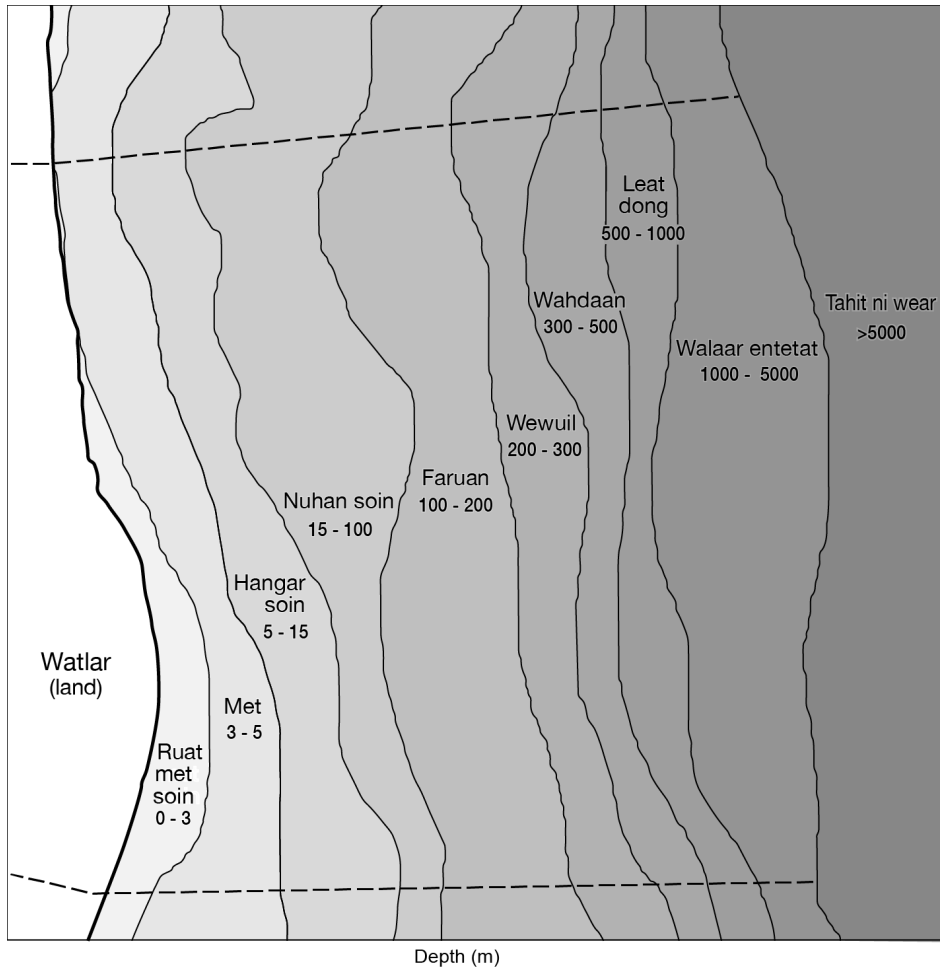 Leat
dong
500 - 1000
Wahdaan
300 - 500
Tahit ni wear
>5000
Walaar entetat
1000 - 5000
Wewuil
200 - 300
Faruan
100 - 200
Nuhan soin
15 - 100
Hangar
soin
5 - 15
Watlar
(land)
Met
3 - 5
Ruat
met
soin
0 - 3
Depth (m)